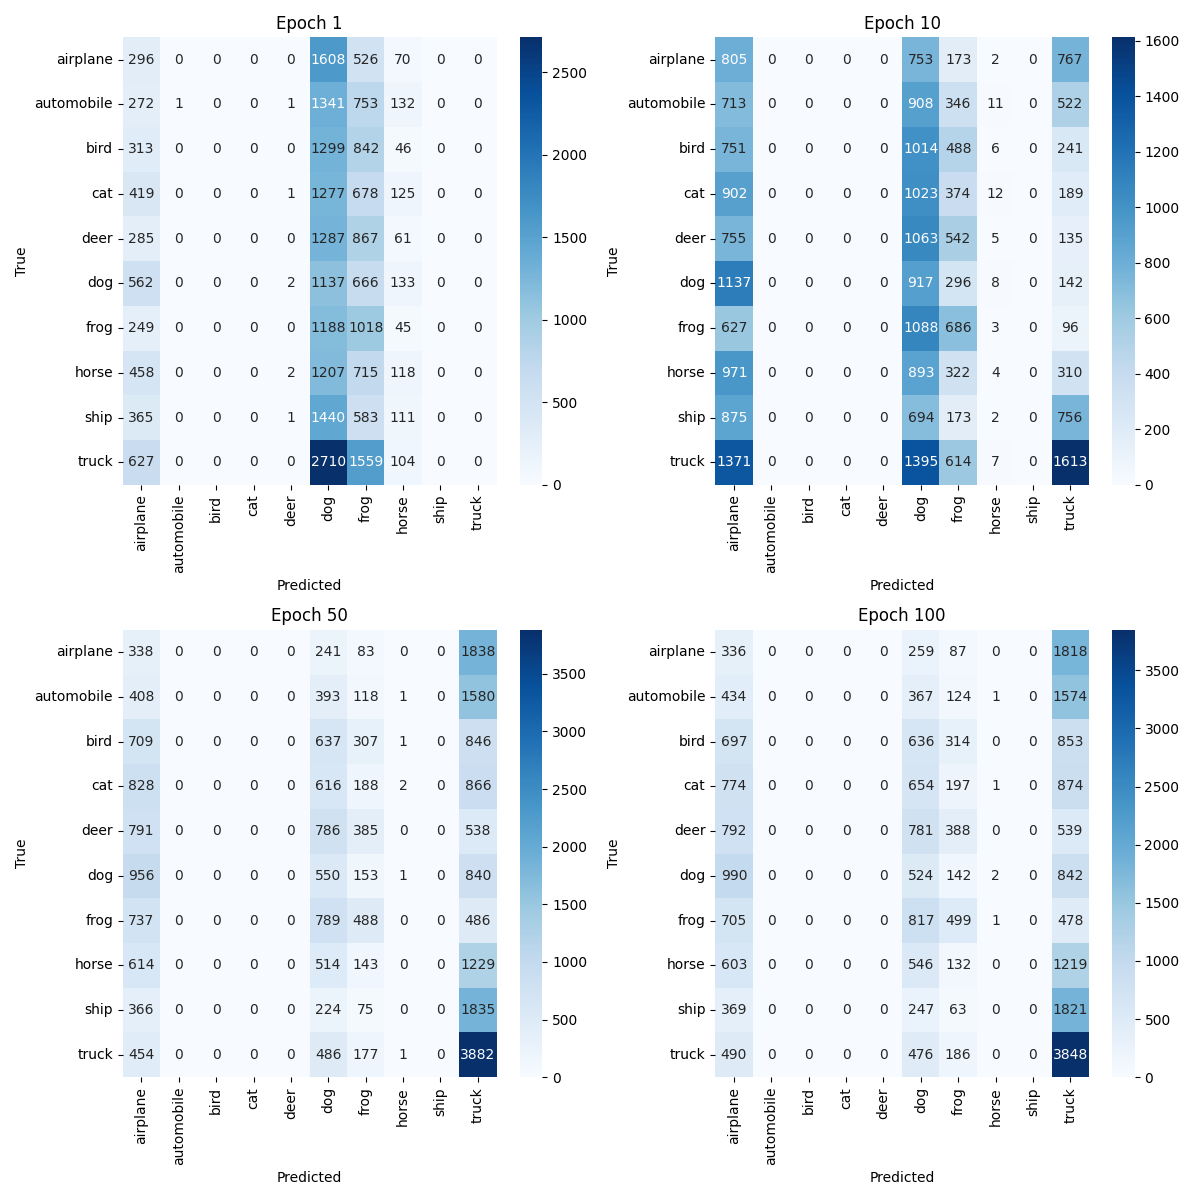 Epoch 1
airplane 296 0 0 0 0 1608 526 70 0 0
automobile 272 1 0 0 1 1341 753 132 0 0
bird 313 0 0 0 0 1299 842 46 0 0
cat 419 0 0 0 1 1277 678 125 0 0
deer 285 0 0 0 0 1287 867 61 0 0
dog 562 0 0 0 2 1137 666 133 0 0
frog 249 0 0 0 0 1188 1018 45 0 0
horse 458 0 0 0 2 1207 715 118 0 0
ship 365 0 0 0 1 1440 583 111 0 0
truck 627 0 0 0 0 2710 1559 104 0 0
True
airplane automobile bird cat deer dog frog horse ship truck
Predicted
2500
2000
1500
1000
500
0
Epoch 10
805 0 0 0 0 753 173 2 0 767
713 0 0 0 0 908 346 11 0 522
751 0 0 0 0 1014 488 6 0 241
902 0 0 0 0 1023 374 12 0 189
755 0 0 0 0 1063 542 5 0 135
1137 0 0 0 0 917 296 8 0 142
627 0 0 0 0 1088 686 3 0 96
971 0 0 0 0 893 322 4 0 310
875 0 0 0 0 694 173 2 0 756
1371 0 0 0 0 1395 614 7 0 1613
True
airplane automobile bird cat deer dog frog horse ship truck
Predicted
1600
1400
1200
1000
800
600
400
200
0
Epoch 50
airplane 338 0 0 0 0 241 83 0 0 1838
automobile 408 0 0 0 0 393 118 1 0 1580
bird 709 0 0 0 0 637 307 1 0 846
cat 828 0 0 0 0 616 188 2 0 866
deer 791 0 0 0 0 786 385 0 0 538
dog 956 0 0 0 0 550 153 1 0 840
frog 737 0 0 0 0 789 488 0 0 486
horse 614 0 0 0 0 514 143 0 0 1229
ship 366 0 0 0 0 224 75 0 0 1835
truck 454 0 0 0 0 486 177 1 0 3882
True
airplane automobile bird cat deer dog frog horse ship truck
Predicted
3500
3000
2500
2000
1500
1000
500
0
Epoch 100
airplane 336 0 0 0 0 259 87 0 0 1818
automobile 434 0 0 0 0 367 124 1 0 1574
bird 697 0 0 0 0 636 314 0 0 853
cat 774 0 0 0 0 654 197 1 0 874
deer 792 0 0 0 0 781 388 0 0 539
dog 990 0 0 0 0 524 142 2 0 842
frog 705 0 0 0 0 817 499 1 0 478
horse 603 0 0 0 0 546 132 0 0 1219
ship 369 0 0 0 0 247 63 0 0 1821
truck 490 0 0 0 0 476 186 0 0 3848
True
airplane automobile bird cat deer dog frog horse ship truck
Predicted
3500
3000
2500
2000
1500
1000
500
0